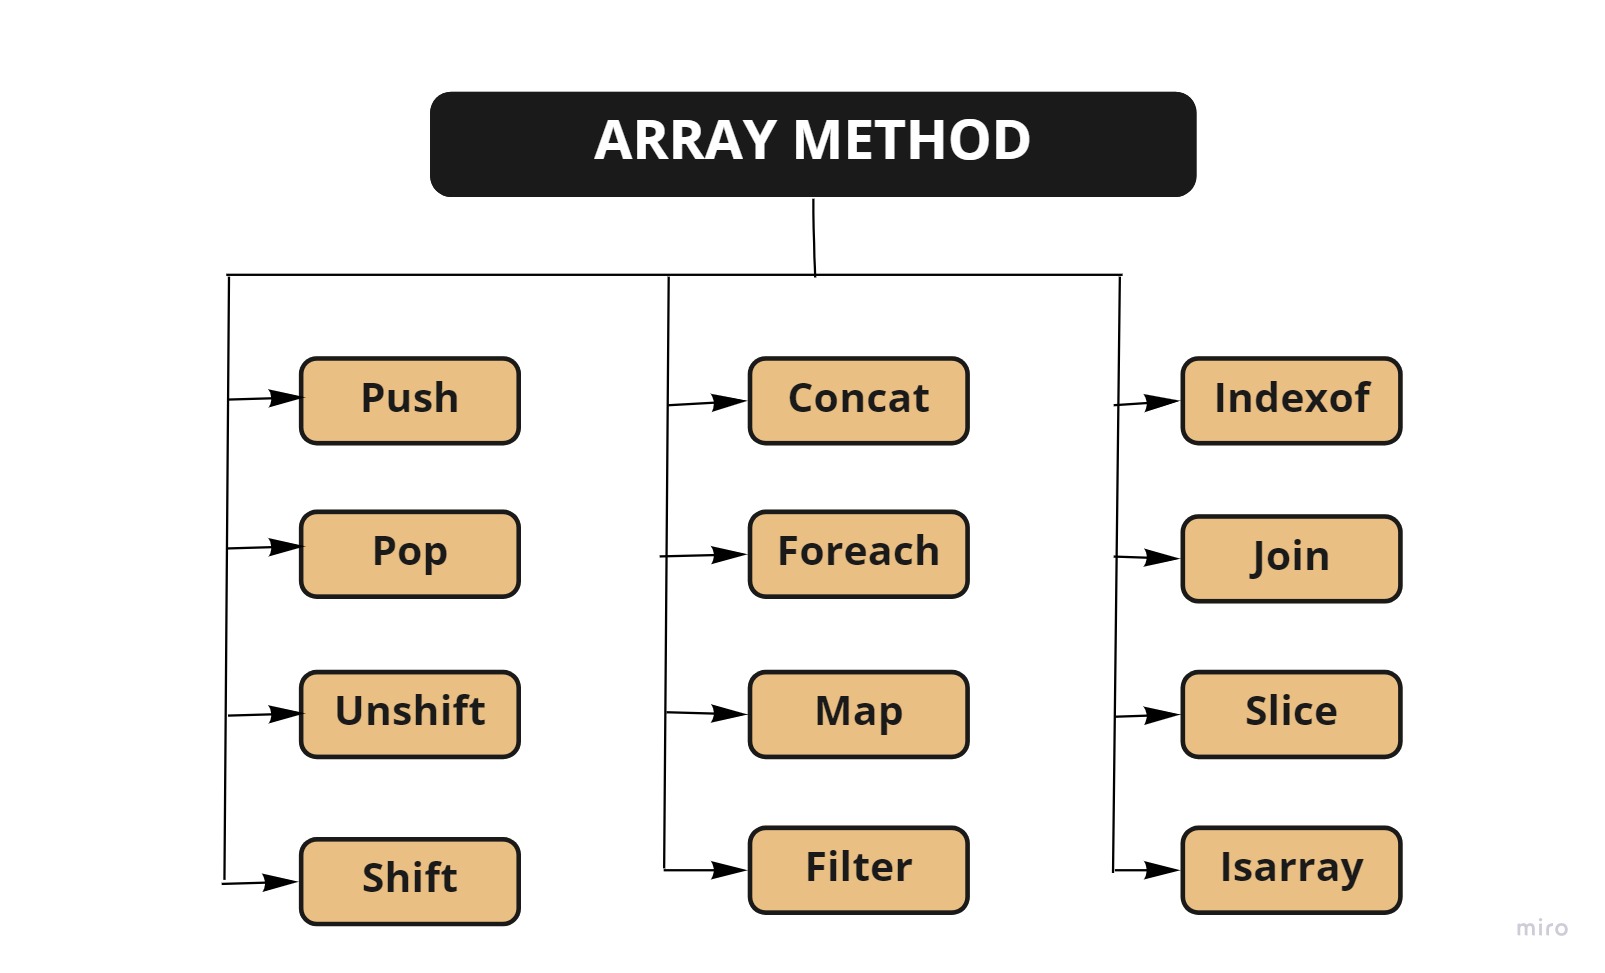 ARRAY METHOD
Push
Concat
Indexof
Pop
Foreach
Join
Unshift
Map
Slice
Shift
Filter
Isarray
miro